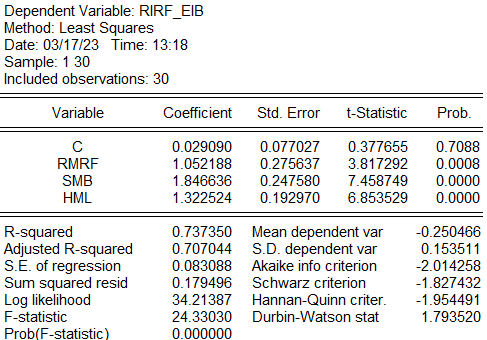 Dependent Variable: RIRF_EIB
Method: Least Squares
Date: 03/17/23 Time: 13:18
Sample: 1 30
Included observations: 30
Variable Coefficient Std. Error t-Statistic Prob.
C 0.029090 0.077027 0.377655 0.7088
RMRF 1.052188 0.275637 3.817292 0.0008
SMB 1.846636 0.247580 7.458749 0.0000
HML 1.322524 0.192970 6.853529 0.0000
R-squared 0.737350 Mean dependent var -0.250466
Adjusted R-squared 0.707044 S.D. dependent var 0.153511
S.E. of regression 0.083088 Akaike info criterion -2.014258
Sum squared resid 0.179496 Schwarz criterion -1.827432
Log likelihood 34.21387 Hannan-Quinn criter. -1.954491
F-statistic 24.33030 Durbin-Watson stat 1.793520
Prob(F-statistic) 0.000000